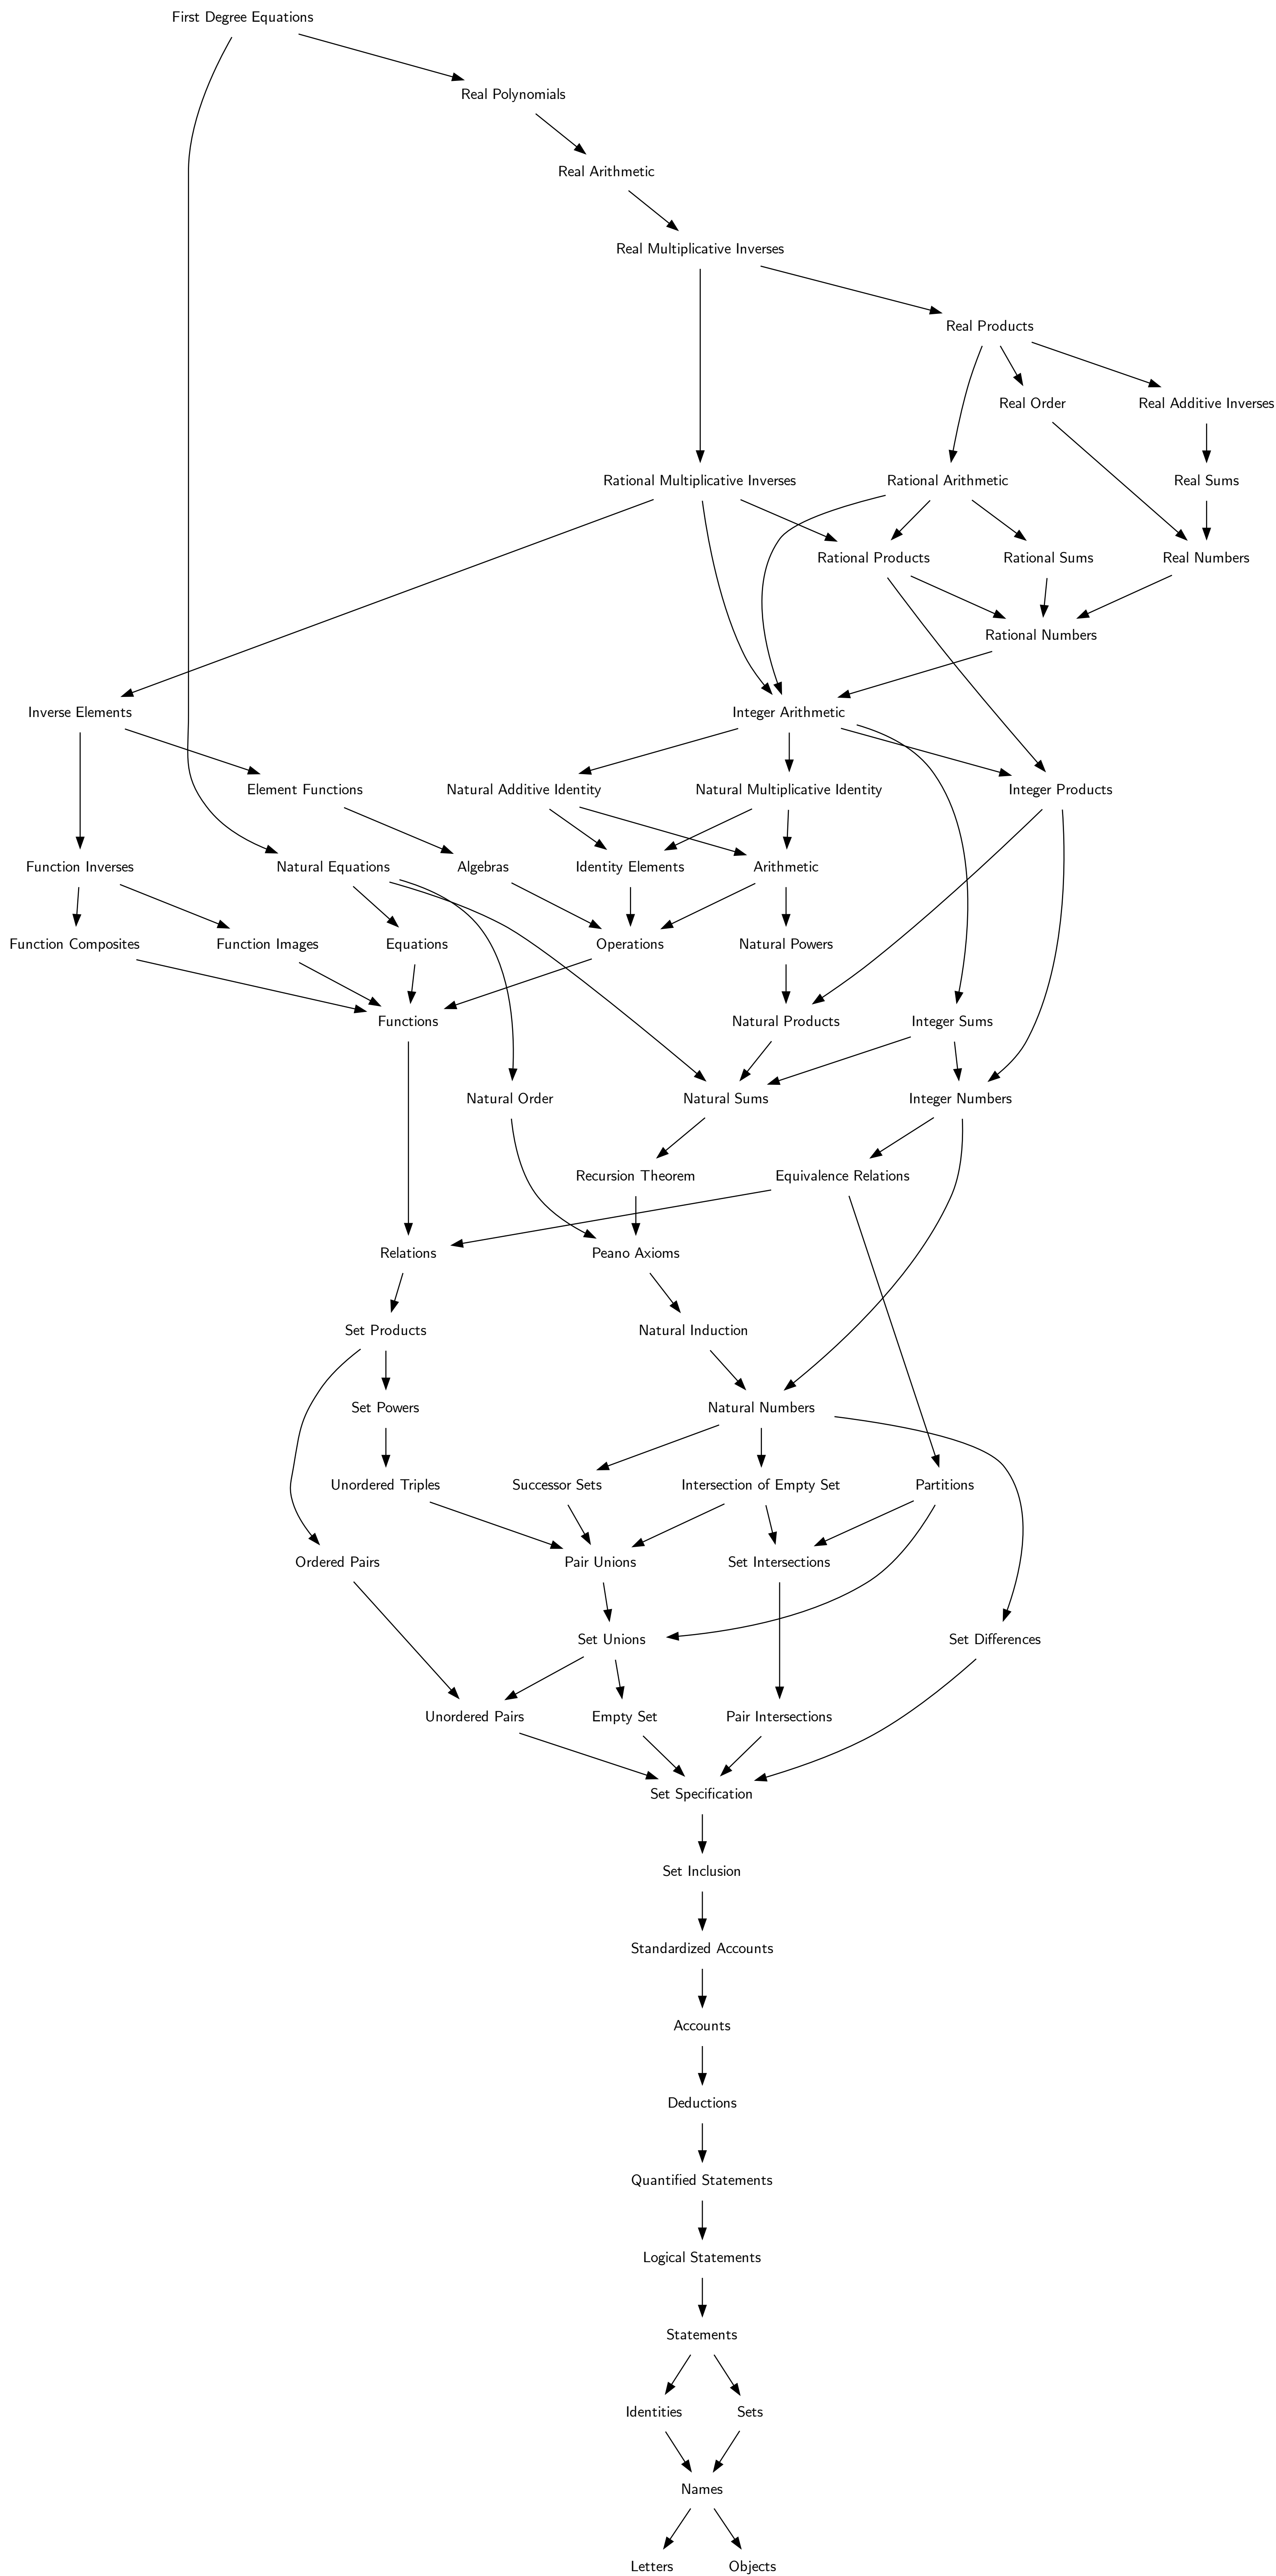 First Degree Equations
Real Polynomials
Real Arithmetic
Real Multiplicative Inverses
Real Products
Real Order
Real Additive Inverses
Rational Multiplicative Inverses
Rational Arithmetic
Real Sums
Rational Products
Rational Sums
Real Numbers
Rational Numbers
Inverse Elements
Integer Arithmetic
Element Functions
Natural Additive Identity
Natural Multiplicative Identity
Integer Products
Function Inverses
Natural Equations
Algebras
Identity Elements
Arithmetic
Function Composites
Function Images
Equations
Operations
Natural Powers
Functions
Natural Products
Integer Sums
Natural Order
Natural Sums
Integer Numbers
Recursion Theorem
Equivalence Relations
Relations
Peano Axioms
Set Products
Natural Induction
Set Powers
Natural Numbers
Unordered Triples
Successor Sets
Intersection of Empty Set
Partitions
Ordered Pairs
Pair Unions
Set Intersections
Set Unions
Set Differences
Unordered Pairs
Empty Set
Pair Intersections
Set Specification
Set Inclusion
Standardized Accounts
Accounts
Deductions
Quantified Statements
Logical Statements
Statements
Identities
Sets
Names
Letters
Objects